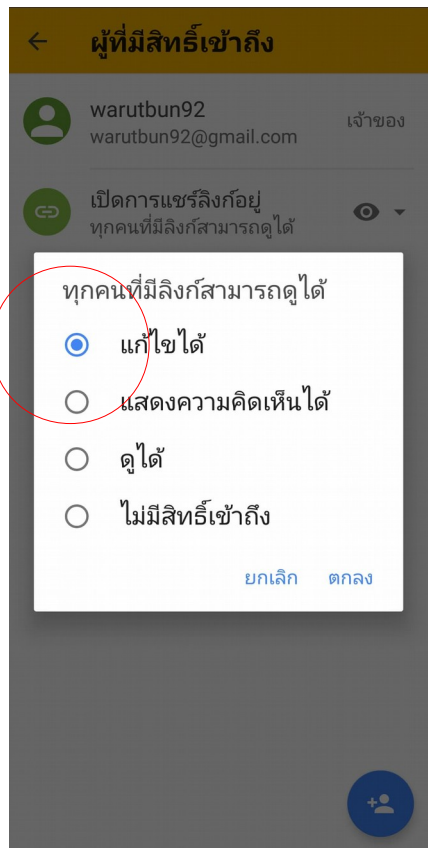 ผู้ที่มีสิทธิ์เข้าถึง
warutbun92
เจ้าของ
warutbun92@gmail.com
เปิดการแชร์ลิงก์อยู่
ทุกคนที่มีลิงก์สามารถดูได้
ทุกคนที่มีลิงก์สามารถดูได้
แก้ไขได้
แสดงความคิดเห็นได้
ดูได้
ไม่มีสิทธิ์เข้าถึง
ยกเลิก ตกลง